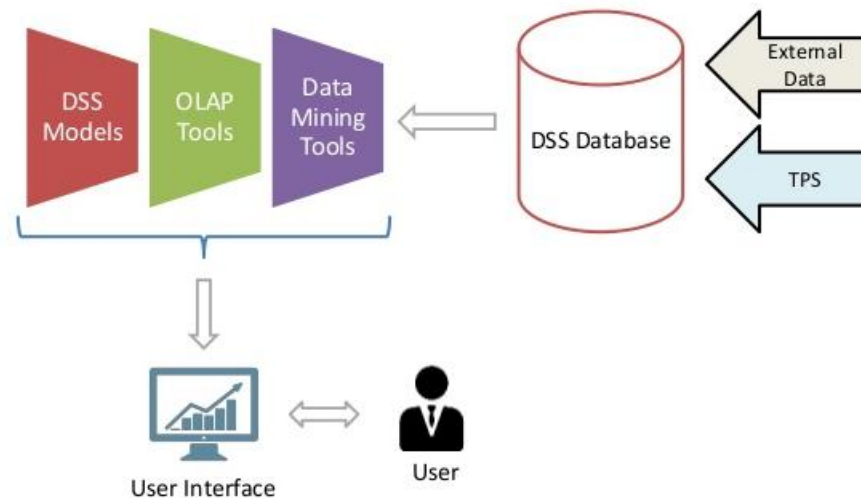 DSS
Models
OLAP
Tools
Data
Mining
Tools
DSS Database
External
Data
TPS
User Interface
User